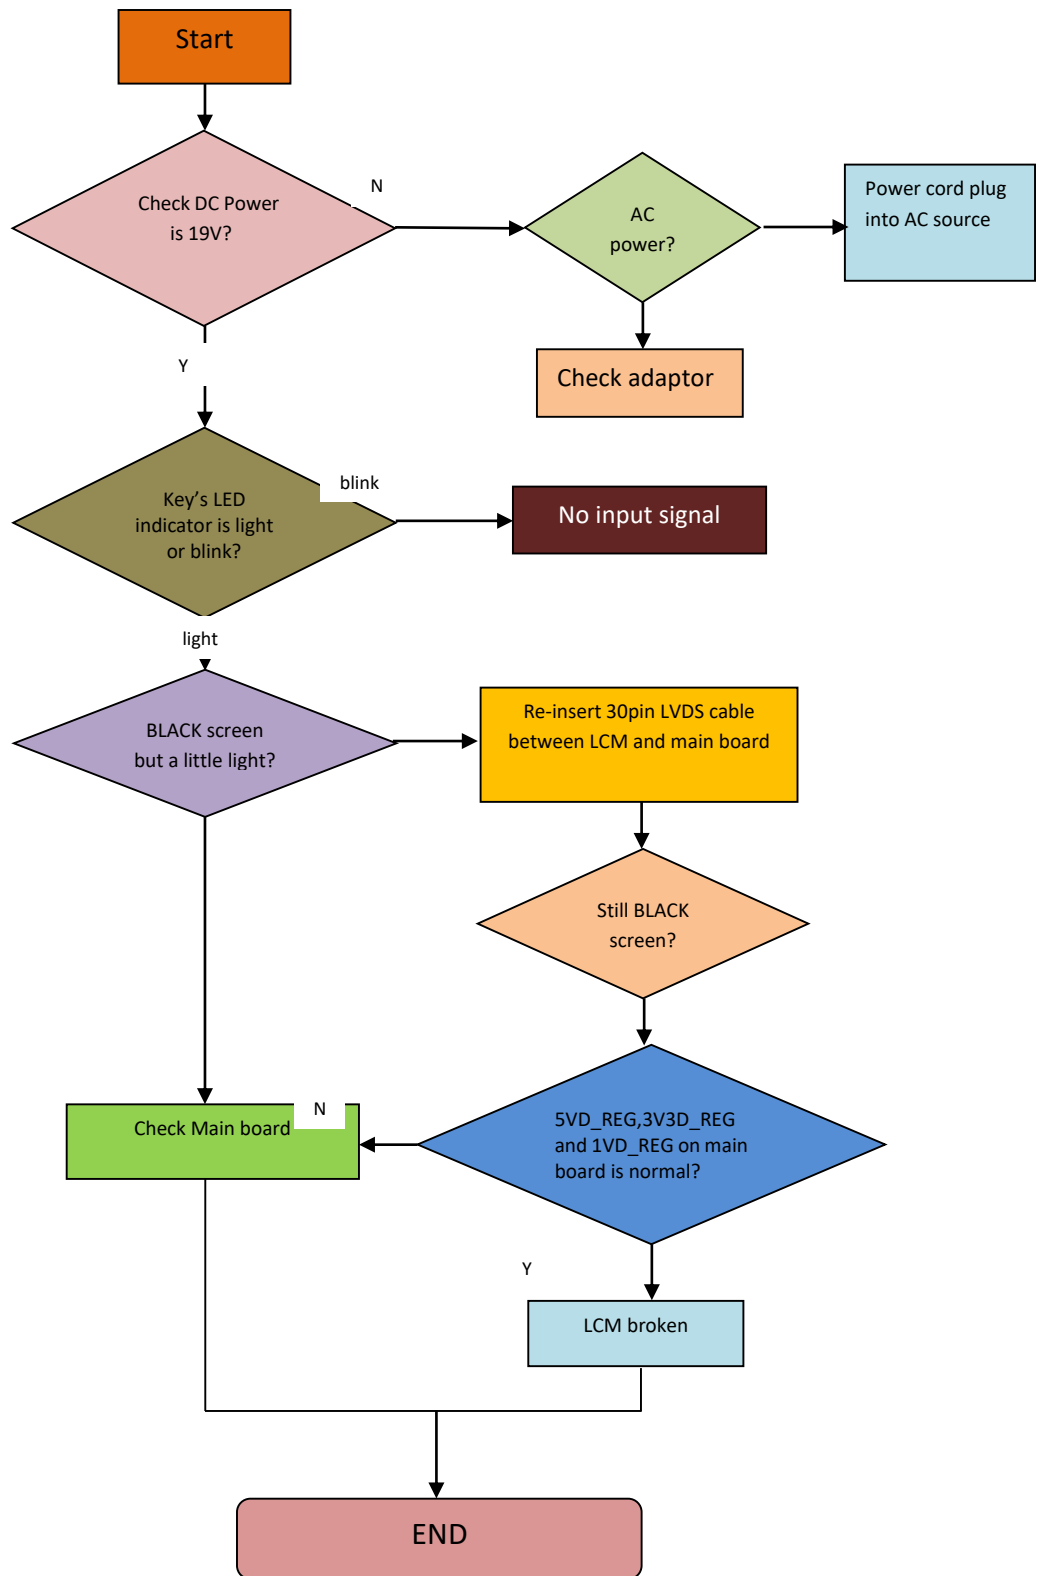 Start
Check DC Power
is 19V?
N
AC
power?
Power cord plug
into AC source
Y
Check adaptor
Key’s LED
indicator is light
or blink?
blink
No input signal
light
BLACK screen
but a little light?
Re-insert 30pin LVDS cable
between LCM and main board
Still BLACK
screen?
5VD_REG,3V3D_REG
and 1VD_REG on main
board is normal?
N
Check Main board
Y
LCM broken
END